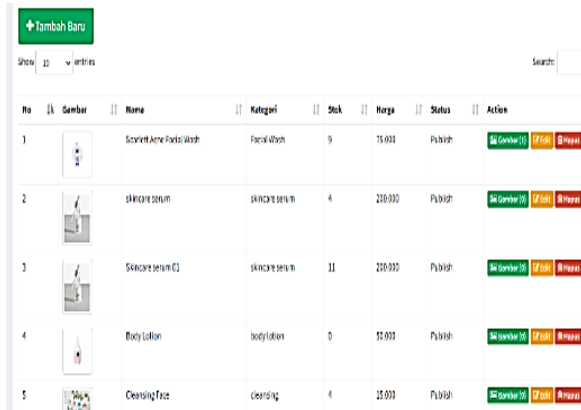 + Tambah Baru
Show 10 entries
Search:
No Gambar Nama Kategori Stok Harga Status Action
1 Scarlett Acne Facial Wash Facial Wash 9 75.000 Publish Gambar (1) Edit Hapus
2 skincare serum skincare serum 4 200.000 Publish Gambar (0) Edit Hapus
3 Skincare serum 01 skincare serum 11 200.000 Publish Gambar (0) Edit Hapus
4 Body Lotion body lotion 0 50.000 Publish Gambar (0) Edit Hapus
5 Cleansing Face cleansing 4 15.000 Publish Gambar (0) Edit Hapus